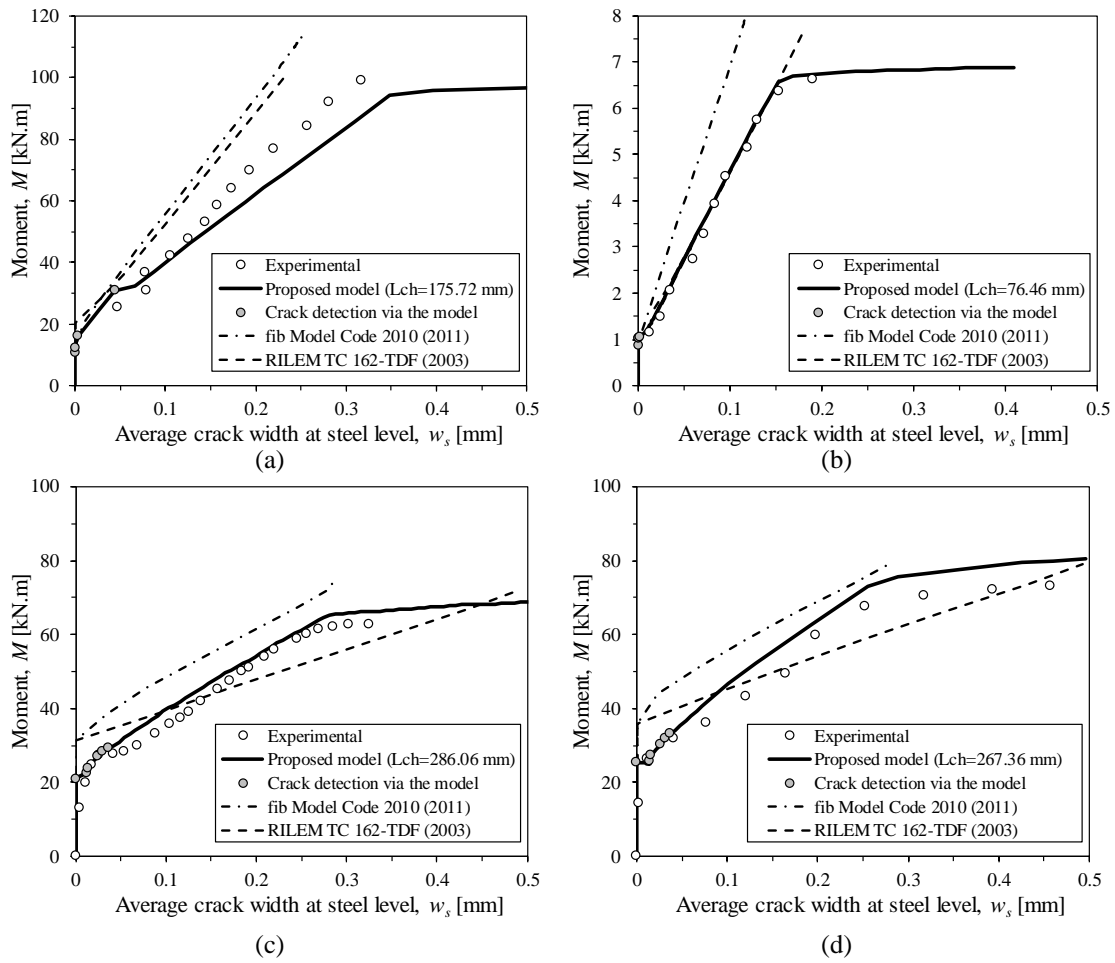 120
100
80
60
40
20
0
Moment, M [kN.m]
0 0.1 0.2 0.3 0.4 0.5
Average crack width at steel level, ws [mm]
Experimental
Proposed model (Lch=175.72 mm)
Crack detection via the model
fib Model Code 2010 (2011)
RILEM TC 162-TDF (2003)
(a)
8
7
6
5
4
3
2
1
0
Moment, M [kN.m]
0 0.1 0.2 0.3 0.4 0.5
Average crack width at steel level, ws [mm]
Experimental
Proposed model (Lch=76.46 mm)
Crack detection via the model
fib Model Code 2010 (2011)
RILEM TC 162-TDF (2003)
(b)
100
80
60
40
20
0
Moment, M [kN.m]
0 0.1 0.2 0.3 0.4 0.5
Average crack width at steel level, ws [mm]
Experimental
Proposed model (Lch=286.06 mm)
Crack detection via the model
fib Model Code 2010 (2011)
RILEM TC 162-TDF (2003)
(c)
100
80
60
40
20
0
Moment, M [kN.m]
0 0.1 0.2 0.3 0.4 0.5
Average crack width at steel level, ws [mm]
Experimental
Proposed model (Lch=267.36 mm)
Crack detection via the model
fib Model Code 2010 (2011)
RILEM TC 162-TDF (2003)
(d)